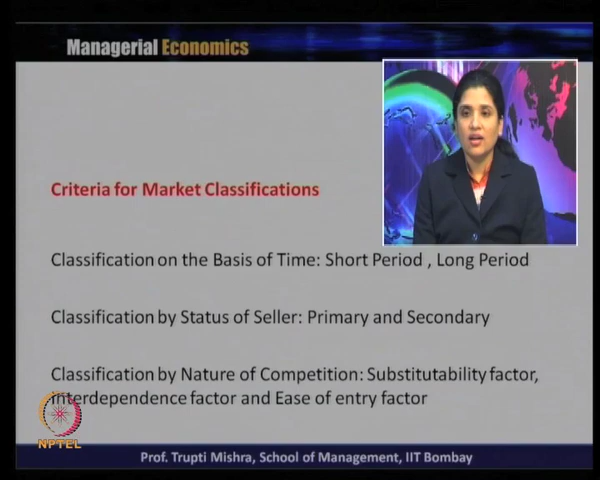 Managerial Economics
Criteria for Market Classifications
Classification on the Basis of Time: Short Period , Long Period
Classification by Status of Seller: Primary and Secondary
Classification by Nature of Competition: Substitutability factor,
Interdependence factor and Ease of entry factor
NPTEL
Prof. Trupti Mishra, School of Management, IIT Bombay